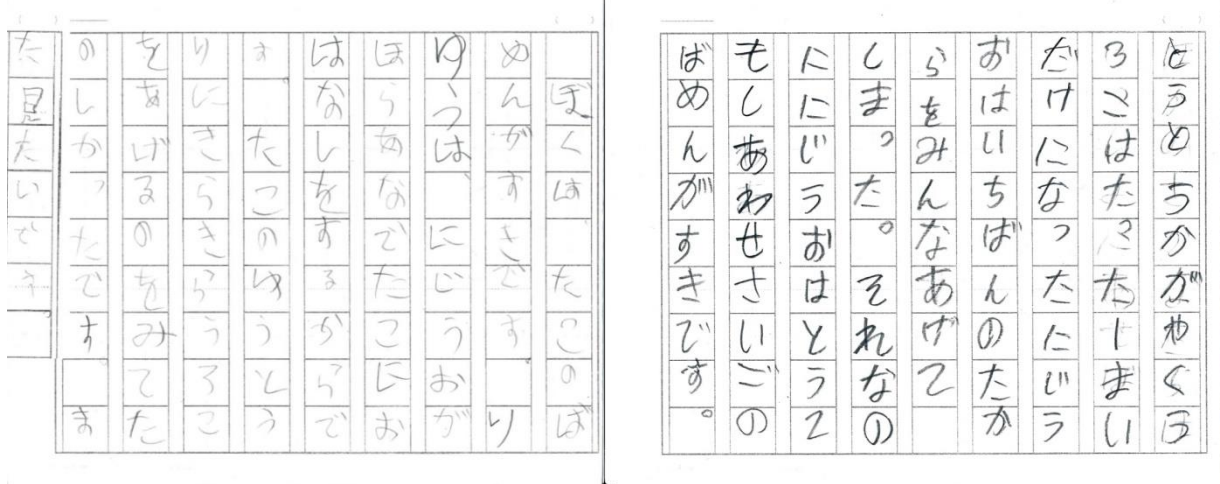 ぼくは、たこのば
めんがすきです。り
ゆうは、にじうおが
ほらあなでたこにお
はなしをするからで
す。たこのゆうとう
りにきらきらうろこ
をあげるのをみてた
のしかったです。ま
た見たいです。
とうとうかがやくう
ろこはたった一まい
だけになったにじう
おはいちばんのたか
らをみんなあげて
しまった。それなの
ににじうおはとうて
もしあわせさいごの
ばめんがすきです。